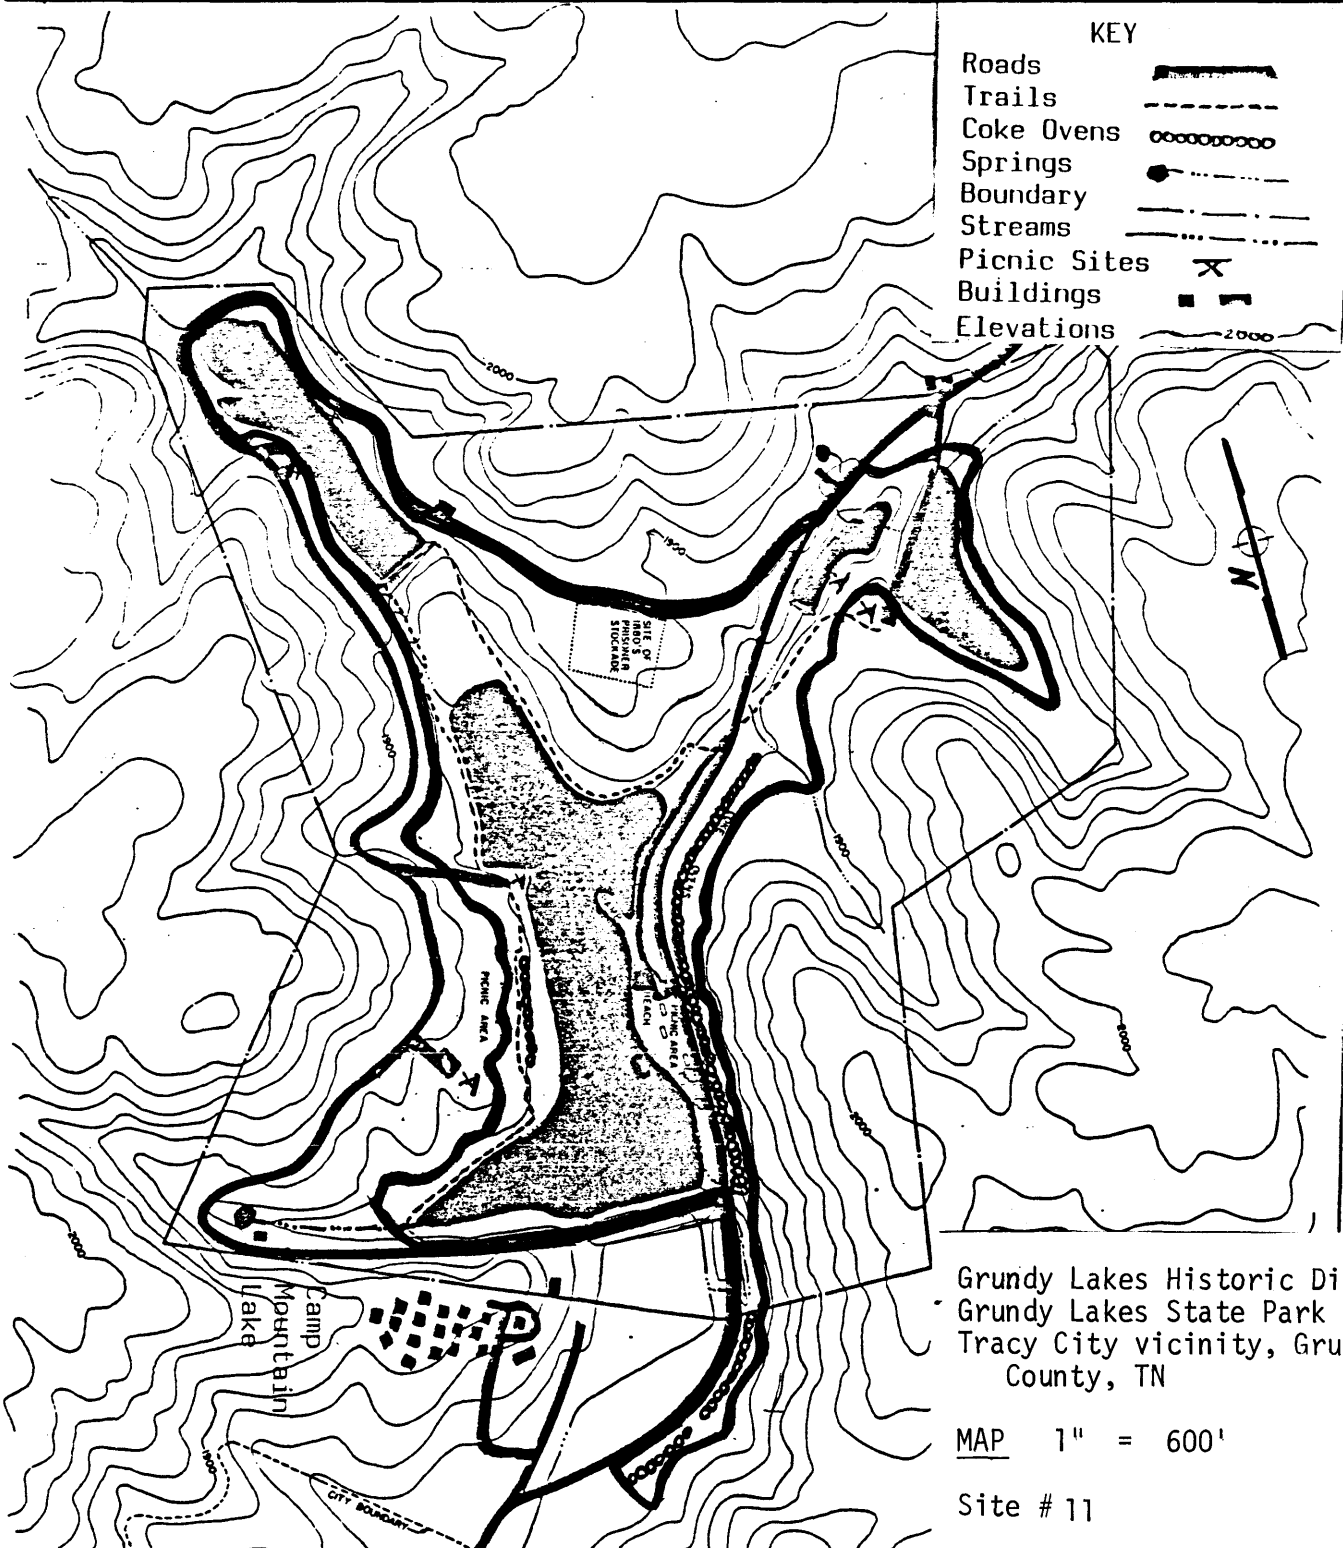 KEY
Roads
Trails
Coke Ovens
Springs
Boundary
Streams
Picnic Sites
Buildings
Elevations
2000
2000
1900
N
SITE OF
1880'S
PRISONER
STOCKADE
1900
1900
PICNIC AREA
BEACH
PICNIC AREA
2000
2000
2000
Camp
Mountain
Lake
1900
CITY BOUNDARY
Grundy Lakes Historic Di
Grundy Lakes State Park
Tracy City vicinity, Gru
County, TN
MAP 1" = 600'
Site # 11